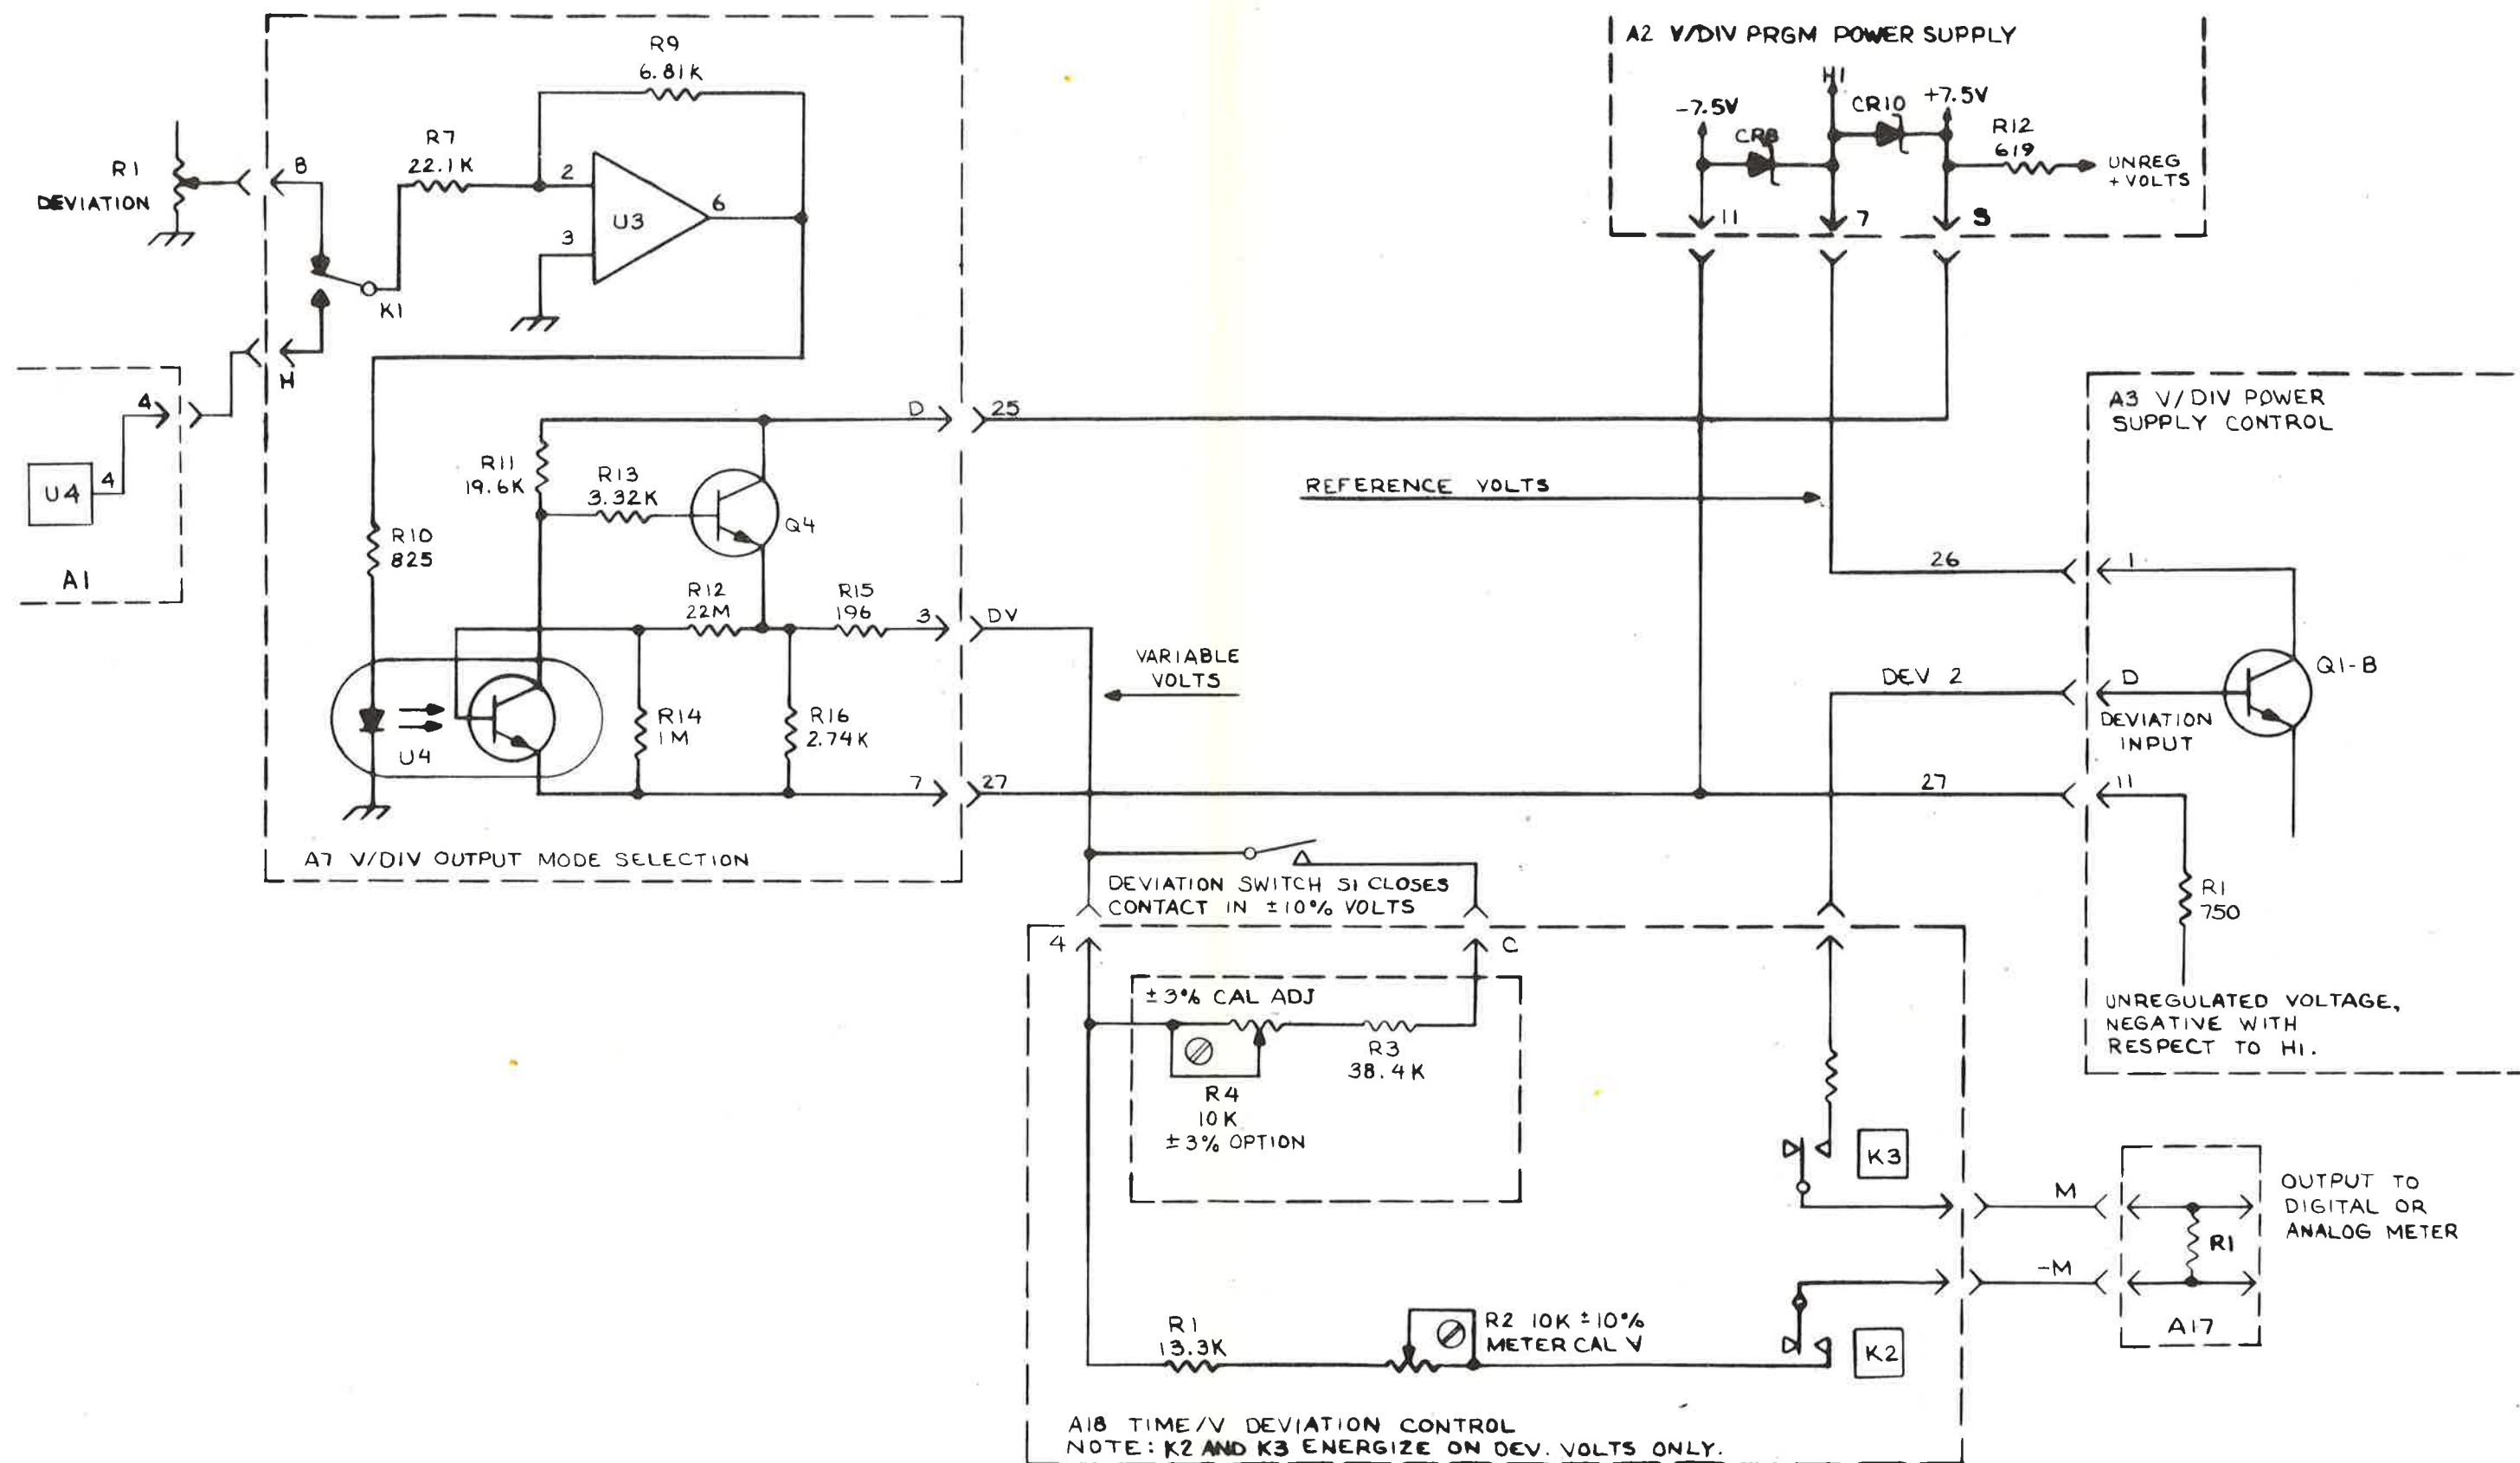 R9
6.81K
R7
22.1K
2
3
6
U3
R1
DEVIATION
8
K1
H
4
U4
4
A1
R10
825
R11
19.6K
R13
3.32K
Q4
D
25
R12
22M
R15
196
3
DV
R14
1M
R16
2.74K
U4
7
27
A7 V/DIV OUTPUT MODE SELECTION
A2 V/DIV PRGM POWER SUPPLY
HI
-7.5V
CR8
CR10
+7.5V
R12
619
UNREG
+ VOLTS
11
7
S
REFERENCE VOLTS
VARIABLE
VOLTS
A3 V/DIV POWER
SUPPLY CONTROL
26
1
Q1-B
DEV 2
D
DEVIATION
INPUT
27
11
R1
750
UNREGULATED VOLTAGE,
NEGATIVE WITH
RESPECT TO HI.
DEVIATION SWITCH S1 CLOSES
CONTACT IN ±10% VOLTS
4
C
±3% CAL ADJ
R3
38.4K
R4
10K
±3% OPTION
K3
M
OUTPUT TO
DIGITAL OR
ANALOG METER
R1
-M
A17
R1
13.3K
R2 10K ±10%
METER CAL V
K2
A18 TIME/V DEVIATION CONTROL
NOTE: K2 AND K3 ENERGIZE ON DEV. VOLTS ONLY.